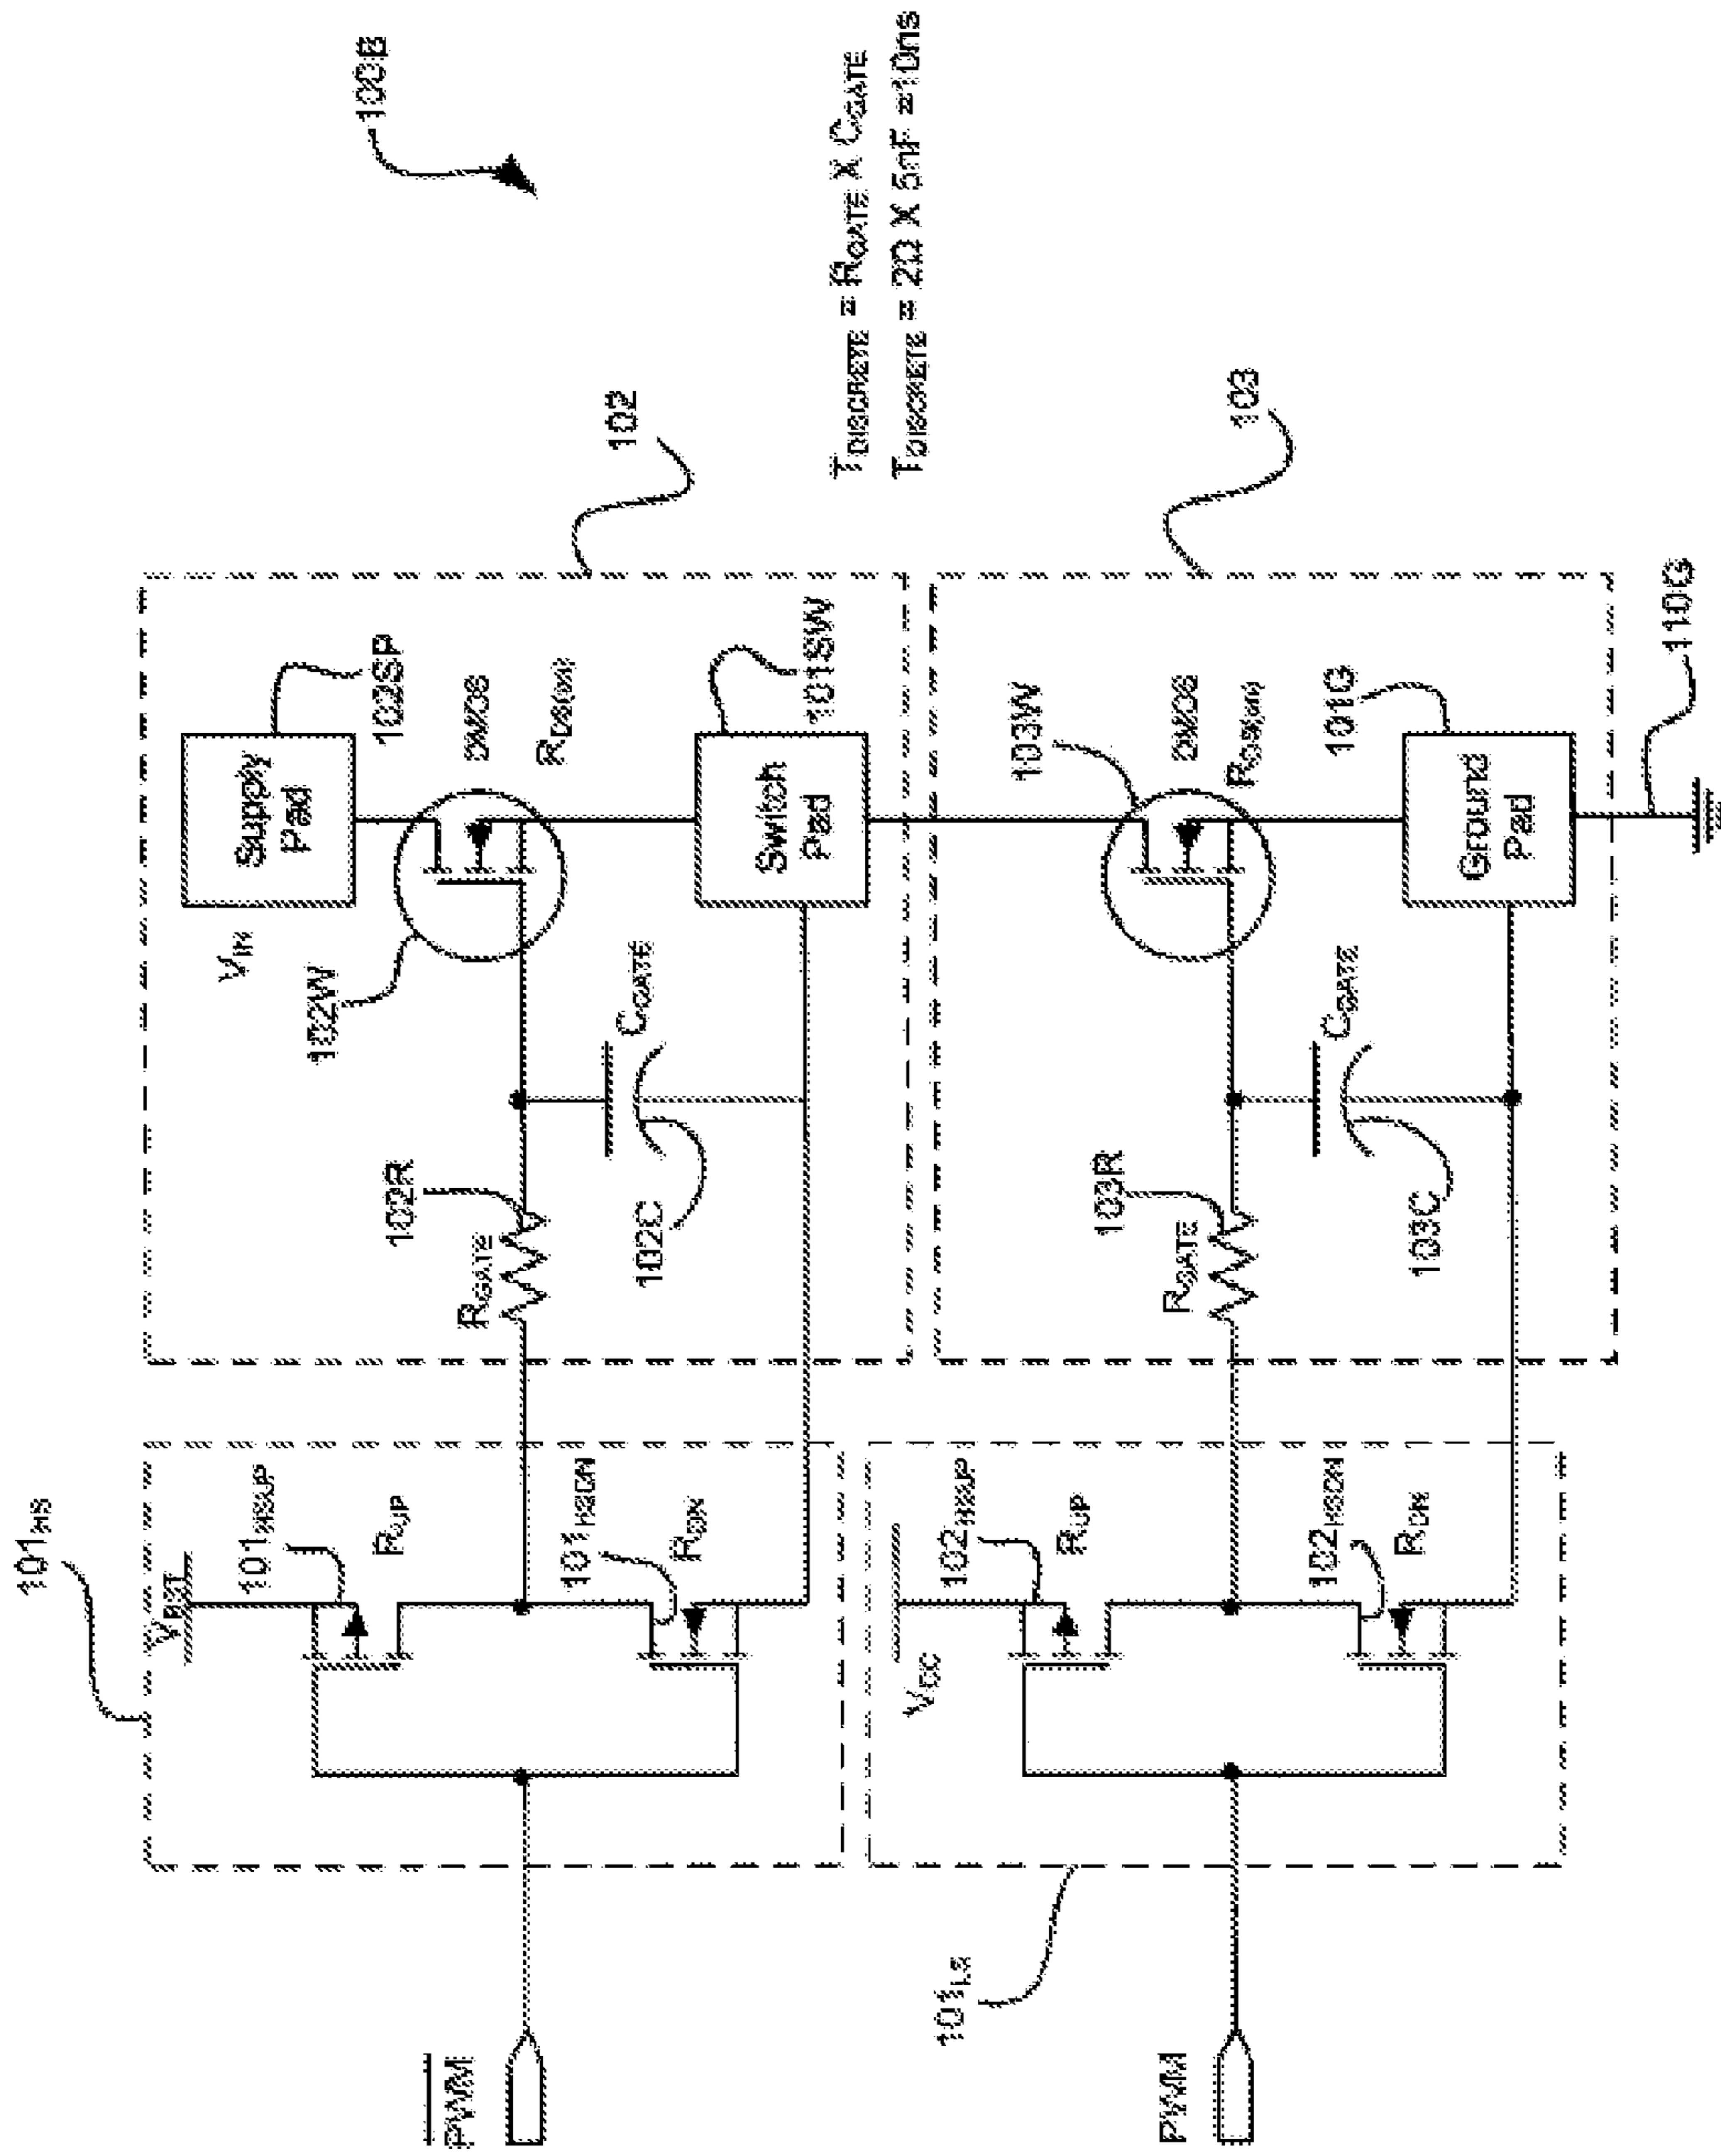 100B
T_DISCRETE = R_GATE X C_GATE
T_DISCRETE = 2Ω X 5nF = 10ns
101_HS
V_BST
101_HSUP
R_UP
101_HSDN
R_DN
PWM
102
V_IN
Supply
Pad
102SP
102W
DMOS
R_DS(on)
102R
R_GATE
C_GATE
102C
Switch
Pad
101SW
101_LS
V_CC
102_HSUP
R_UP
102_HSDN
R_DN
PWM
103
103W
DMOS
R_DS(on)
103R
R_GATE
C_GATE
103C
Ground
Pad
101G
110G